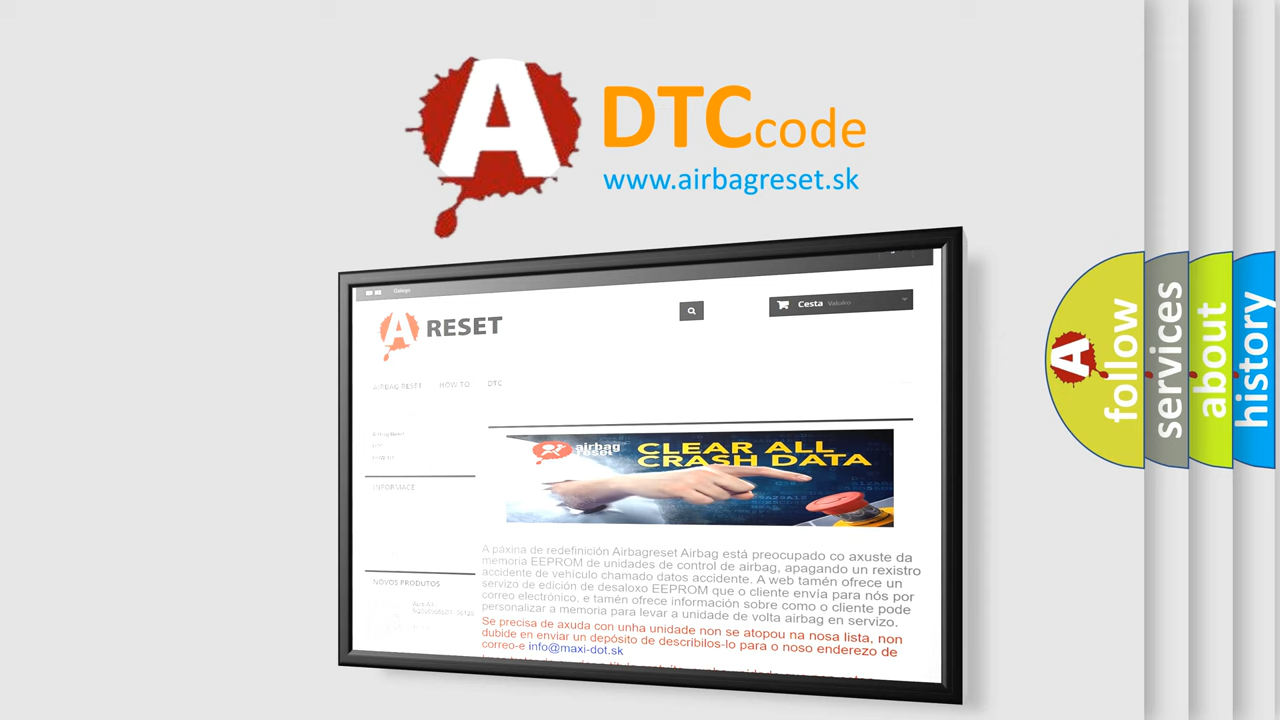 A DTC code
www.airbagreset.sk
Galego
A RESET
Cesta Valeiro
AIRBAG RESET HOW TO DTC
INFORMACE
airbag
reset
CLEAR ALL
CRASH DATA
NOVOS PRODUTOS
A páxina de redefinición Airbagreset Airbag está preocupado co axuste da
memoria EEPROM de unidades de control de airbag, apagando un rexistro
accidente de vehículo chamado datos accidente. A web tamén ofrece un
servizo de edición de desaloxo EEPROM que o cliente envía para nós por
correo electrónico, e tamén ofrece información sobre como o cliente pode
personalizar a memoria para levar a unidade de volta airbag en servizo.
Se precisa de axuda con unha unidade non se atopou na nosa lista, non
dubide en enviar un depósito de describilos-lo para o noso enderezo de
correo-e info@maxi-dot.sk
A
follow
services
about
history